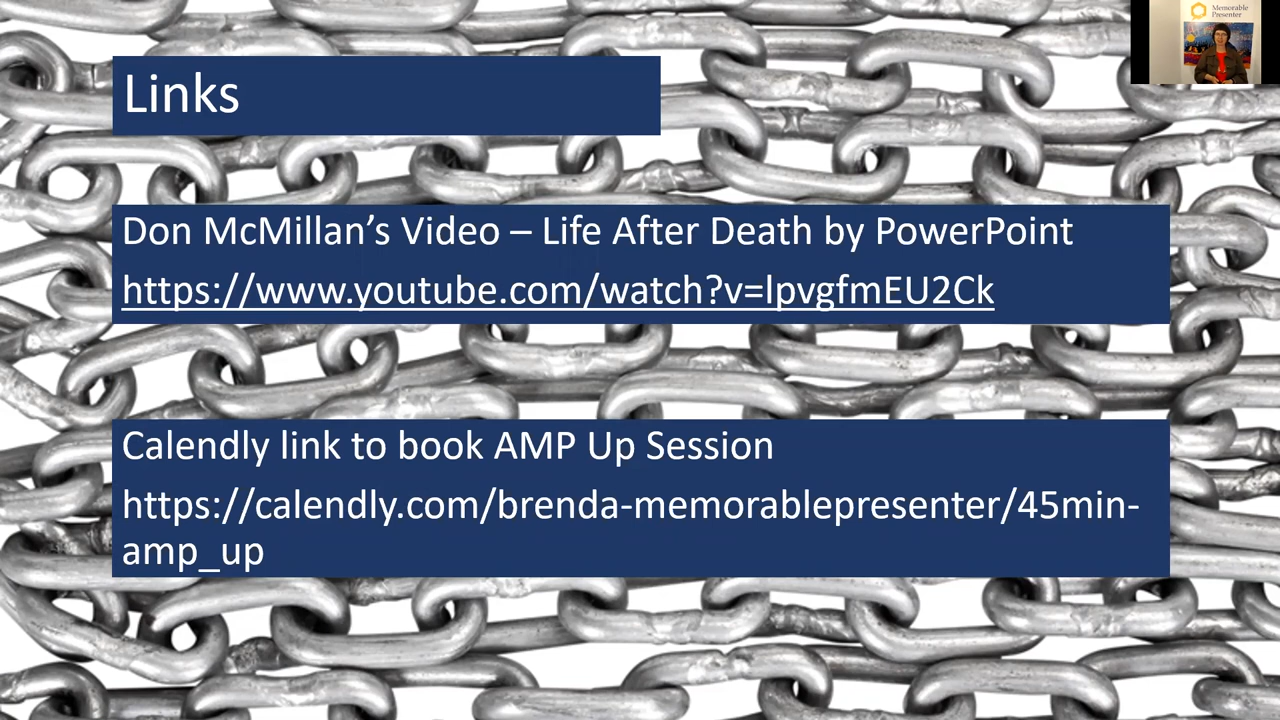 Memorable
Presenter
Links
Don McMillan’s Video – Life After Death by PowerPoint
https://www.youtube.com/watch?v=lpvgfmEU2Ck
Calendly link to book AMP Up Session
https://calendly.com/brenda-memorablepresenter/45min-
amp_up